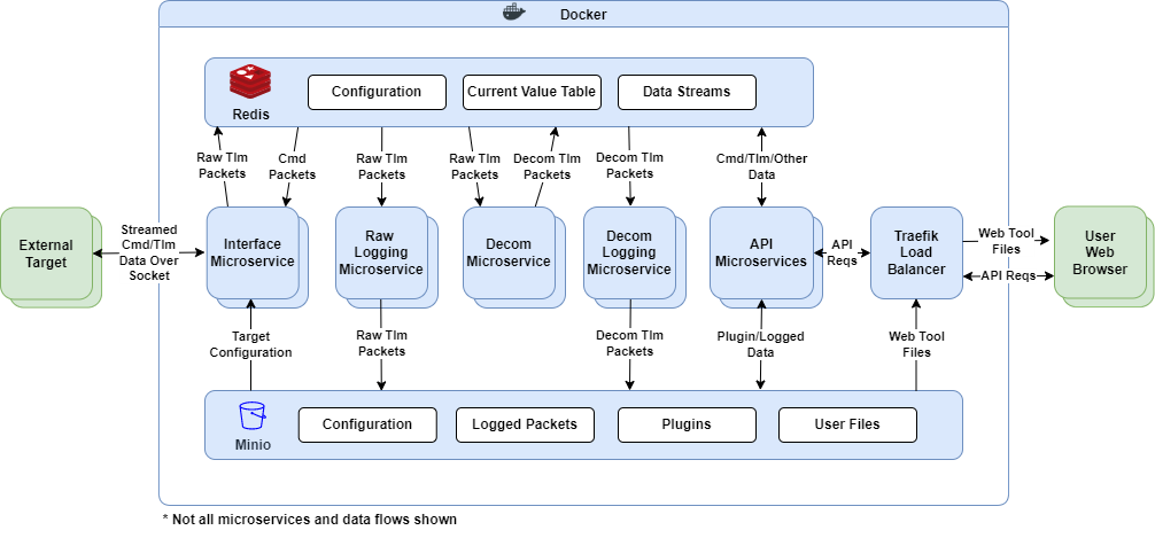 Docker
Redis
Configuration
Current Value Table
Data Streams
Raw Tlm
Packets
Cmd
Packets
Raw Tlm
Packets
Raw Tlm
Packets
Decom Tlm
Packets
Decom Tlm
Packets
Cmd/Tlm/Other
Data
External
Target
Streamed
Cmd/Tlm
Data Over
Socket
Interface
Microservice
Raw
Logging
Microservice
Decom
Microservice
Decom
Logging
Microservice
API
Microservices
API
Reqs
Traefik
Load
Balancer
Web Tool
Files
API Reqs
User
Web
Browser
Target
Configuration
Raw Tlm
Packets
Decom Tlm
Packets
Plugin/Logged
Data
Web Tool
Files
Minio
Configuration
Logged Packets
Plugins
User Files
* Not all microservices and data flows shown